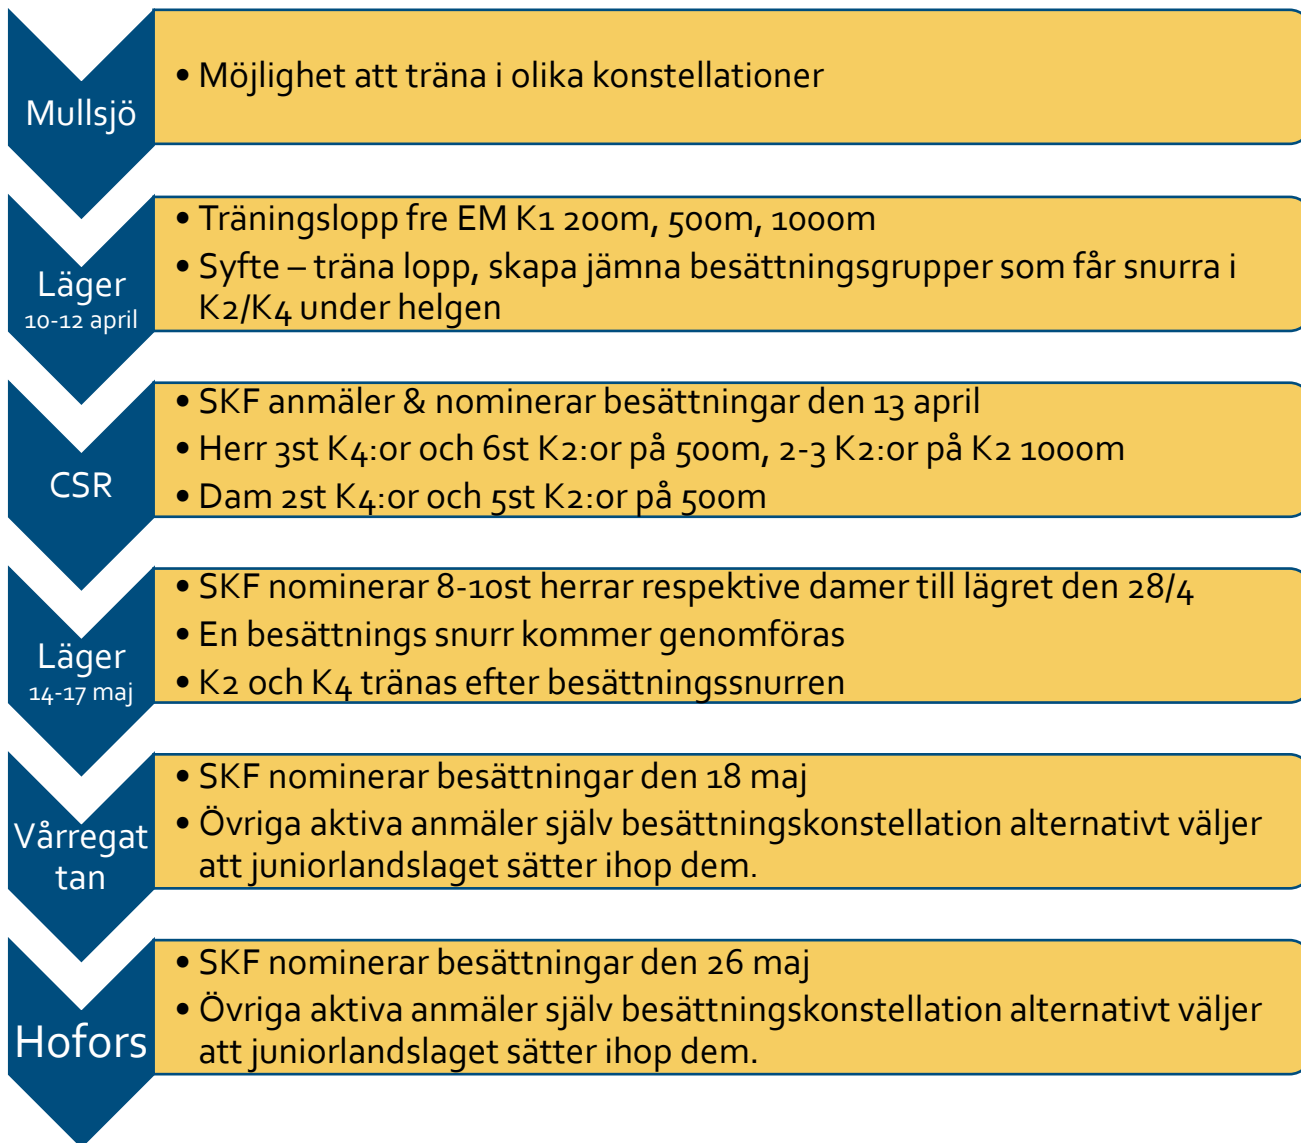 Mullsjö
• Möjlighet att träna i olika konstellationer
Läger
10-12 april
• Träningslopp fre EM K1 200m, 500m, 1000m
• Syfte – träna lopp, skapa jämna besättningsgrupper som får snurra i
K2/K4 under helgen
CSR
• SKF anmäler & nominerar besättningar den 13 april
• Herr 3st K4:or och 6st K2:or på 500m, 2-3 K2:or på K2 1000m
• Dam 2st K4:or och 5st K2:or på 500m
Läger
14-17 maj
• SKF nominerar 8-10st herrar respektive damer till lägret den 28/4
• En besättnings snurr kommer genomföras
• K2 och K4 tränas efter besättningssnurren
Vårregat
tan
• SKF nominerar besättningar den 18 maj
• Övriga aktiva anmäler själv besättningskonstellation alternativt väljer
att juniorlandslaget sätter ihop dem.
Hofors
• SKF nominerar besättningar den 26 maj
• Övriga aktiva anmäler själv besättningskonstellation alternativt väljer
att juniorlandslaget sätter ihop dem.